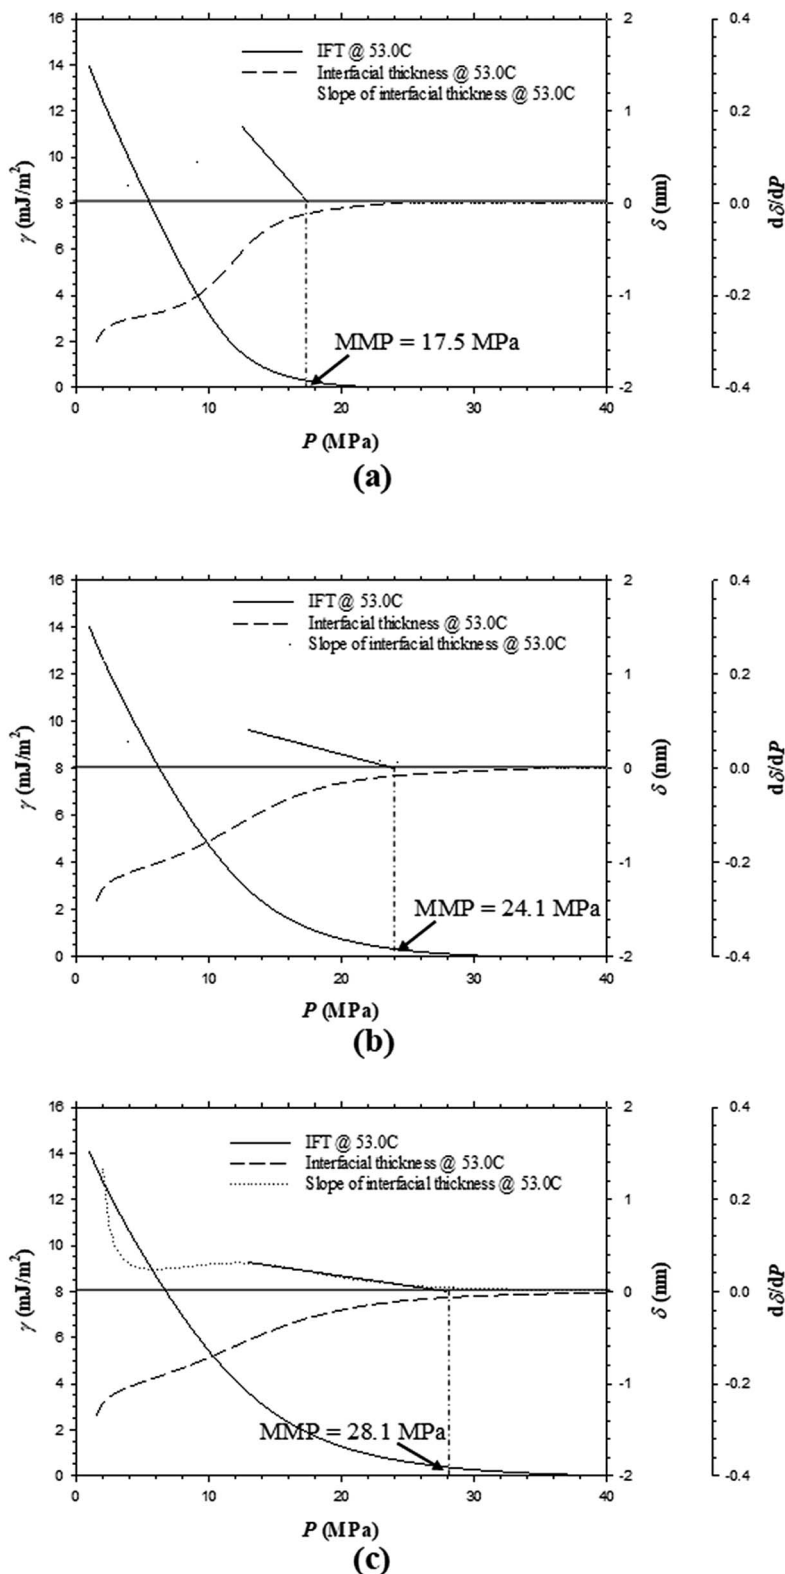 16
14
12
10
8
6
4
2
0
γ (mJ/m²)
IFT @ 53.0C
Interfacial thickness @ 53.0C
Slope of interfacial thickness @ 53.0C
MMP = 17.5 MPa
2
1
0
-1
-2
δ (nm)
0.4
0.2
0.0
-0.2
-0.4
dδ/dP
0 10 20 30 40
P (MPa)
(a)
16
14
12
10
8
6
4
2
0
γ (mJ/m²)
IFT @ 53.0C
Interfacial thickness @ 53.0C
Slope of interfacial thickness @ 53.0C
MMP = 24.1 MPa
2
1
0
-1
-2
δ (nm)
0.4
0.2
0.0
-0.2
-0.4
dδ/dP
0 10 20 30 40
P (MPa)
(b)
16
14
12
10
8
6
4
2
0
γ (mJ/m²)
IFT @ 53.0C
Interfacial thickness @ 53.0C
Slope of interfacial thickness @ 53.0C
MMP = 28.1 MPa
2
1
0
-1
-2
δ (nm)
0.4
0.2
0.0
-0.2
-0.4
dδ/dP
0 10 20 30 40
P (MPa)
(c)